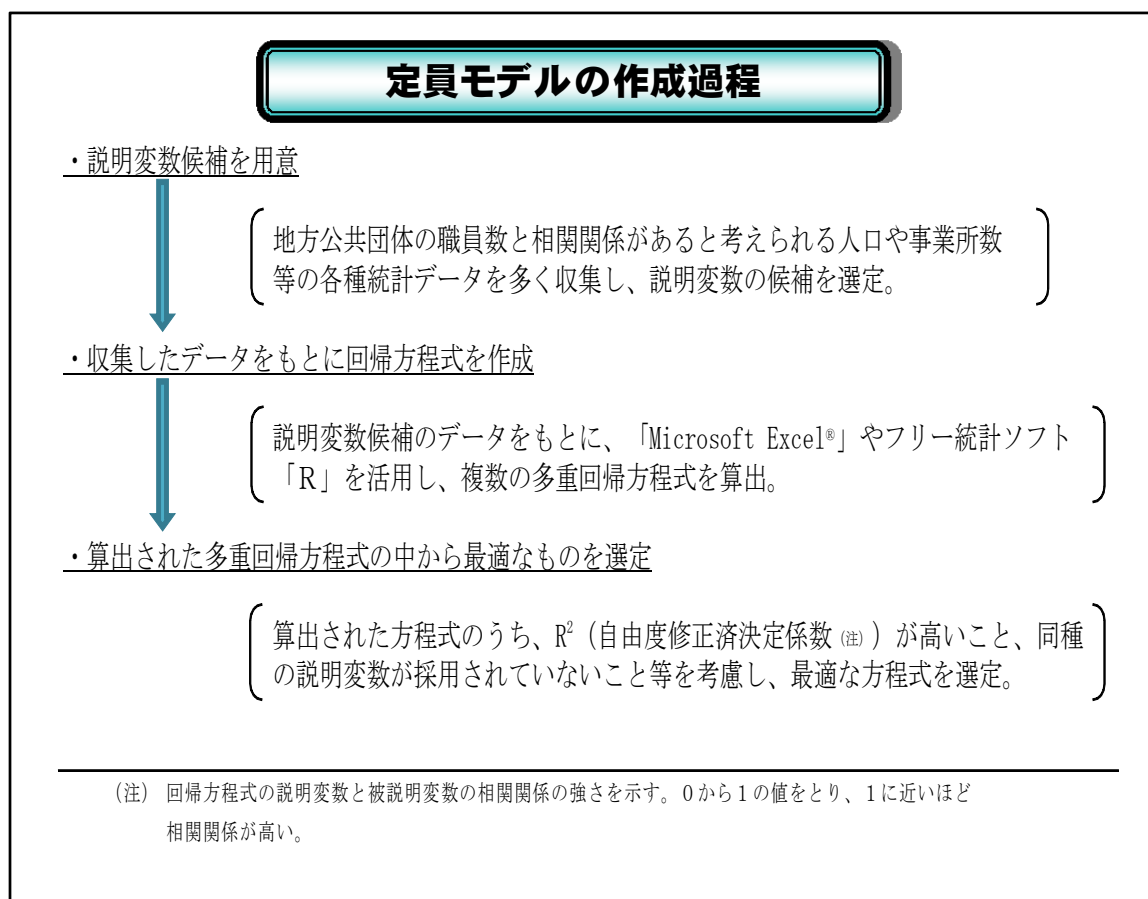 定員モデルの作成過程
・説明変数候補を用意
地方公共団体の職員数と相関関係があると考えられる人口や事業所数
等の各種統計データを多く収集し、説明変数の候補を選定。
・収集したデータをもとに回帰方程式を作成
説明変数候補のデータをもとに、「Microsoft Excel®」やフリー統計ソフト
「R」を活用し、複数の多重回帰方程式を算出。
・算出された多重回帰方程式の中から最適なものを選定
算出された方程式のうち、R²（自由度修正済決定係数（注））が高いこと、同種
の説明変数が採用されていないこと等を考慮し、最適な方程式を選定。
（注） 回帰方程式の説明変数と被説明変数の相関関係の強さを示す。０から１の値をとり、１に近いほど
相関関係が高い。